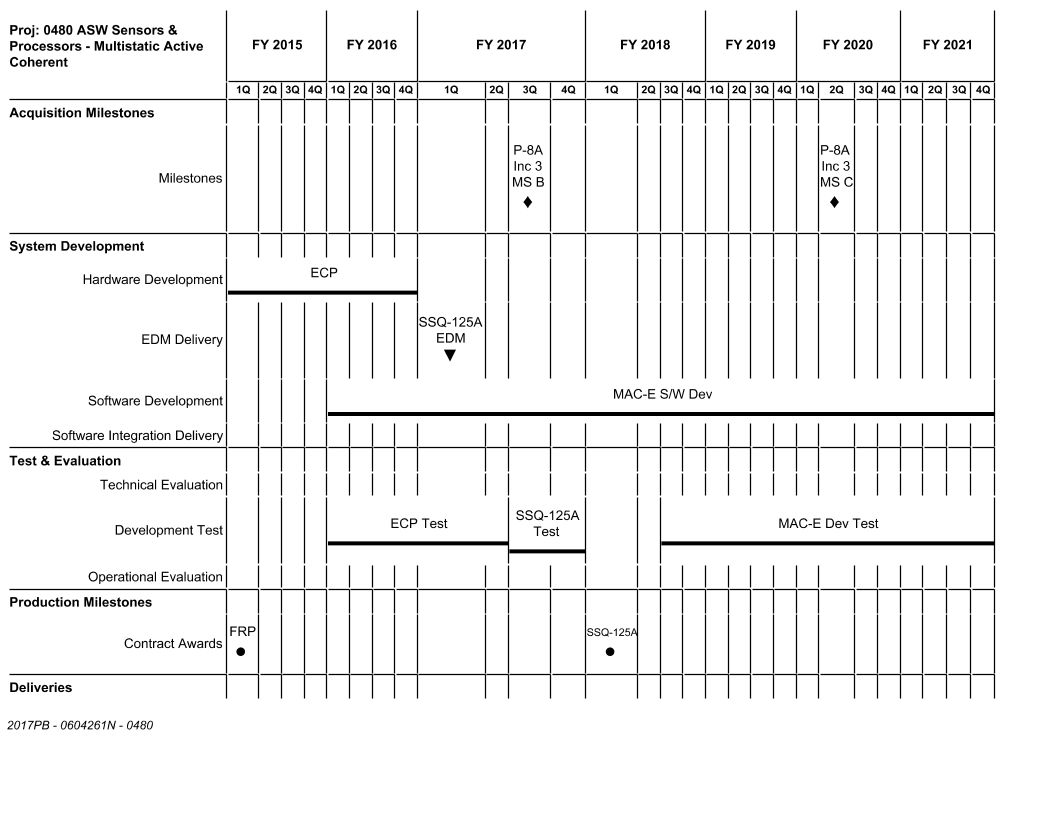 Proj: 0480 ASW Sensors &
Processors - Multistatic Active
Coherent
FY 2015 FY 2016 FY 2017 FY 2018 FY 2019 FY 2020 FY 2021
1Q 2Q 3Q 4Q 1Q 2Q 3Q 4Q 1Q 2Q 3Q 4Q 1Q 2Q 3Q 4Q 1Q 2Q 3Q 4Q 1Q 2Q 3Q 4Q 1Q 2Q 3Q 4Q
Acquisition Milestones
Milestones
P-8A
Inc 3
MS B
P-8A
Inc 3
MS C
System Development
Hardware Development
ECP
EDM Delivery
SSQ-125A
EDM
Software Development
MAC-E S/W Dev
Software Integration Delivery
Test & Evaluation
Technical Evaluation
Development Test
ECP Test
SSQ-125A
Test
MAC-E Dev Test
Operational Evaluation
Production Milestones
Contract Awards
FRP
SSQ-125A
Deliveries
2017PB - 0604261N - 0480